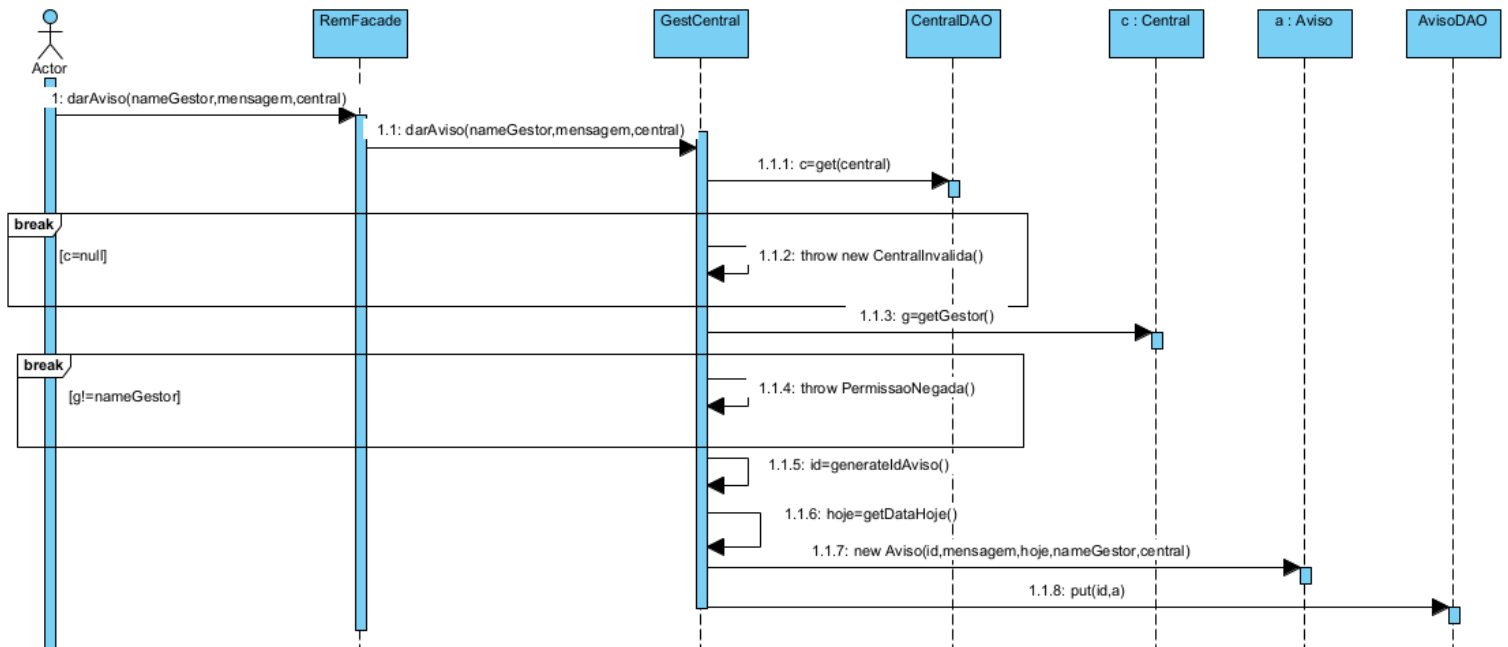 Actor
RemFacade
GestCentral
CentralDAO
c : Central
a : Aviso
AvisoDAO
1: darAviso(nameGestor,mensagem,central)
1.1: darAviso(nameGestor,mensagem,central)
1.1.1: c=get(central)
break
[c=null]
1.1.2: throw new CentralInvalida()
1.1.3: g=getGestor()
break
[g!=nameGestor]
1.1.4: throw PermissaoNegada()
1.1.5: id=generateIdAviso()
1.1.6: hoje=getDataHoje()
1.1.7: new Aviso(id,mensagem,hoje,nameGestor,central)
1.1.8: put(id,a)